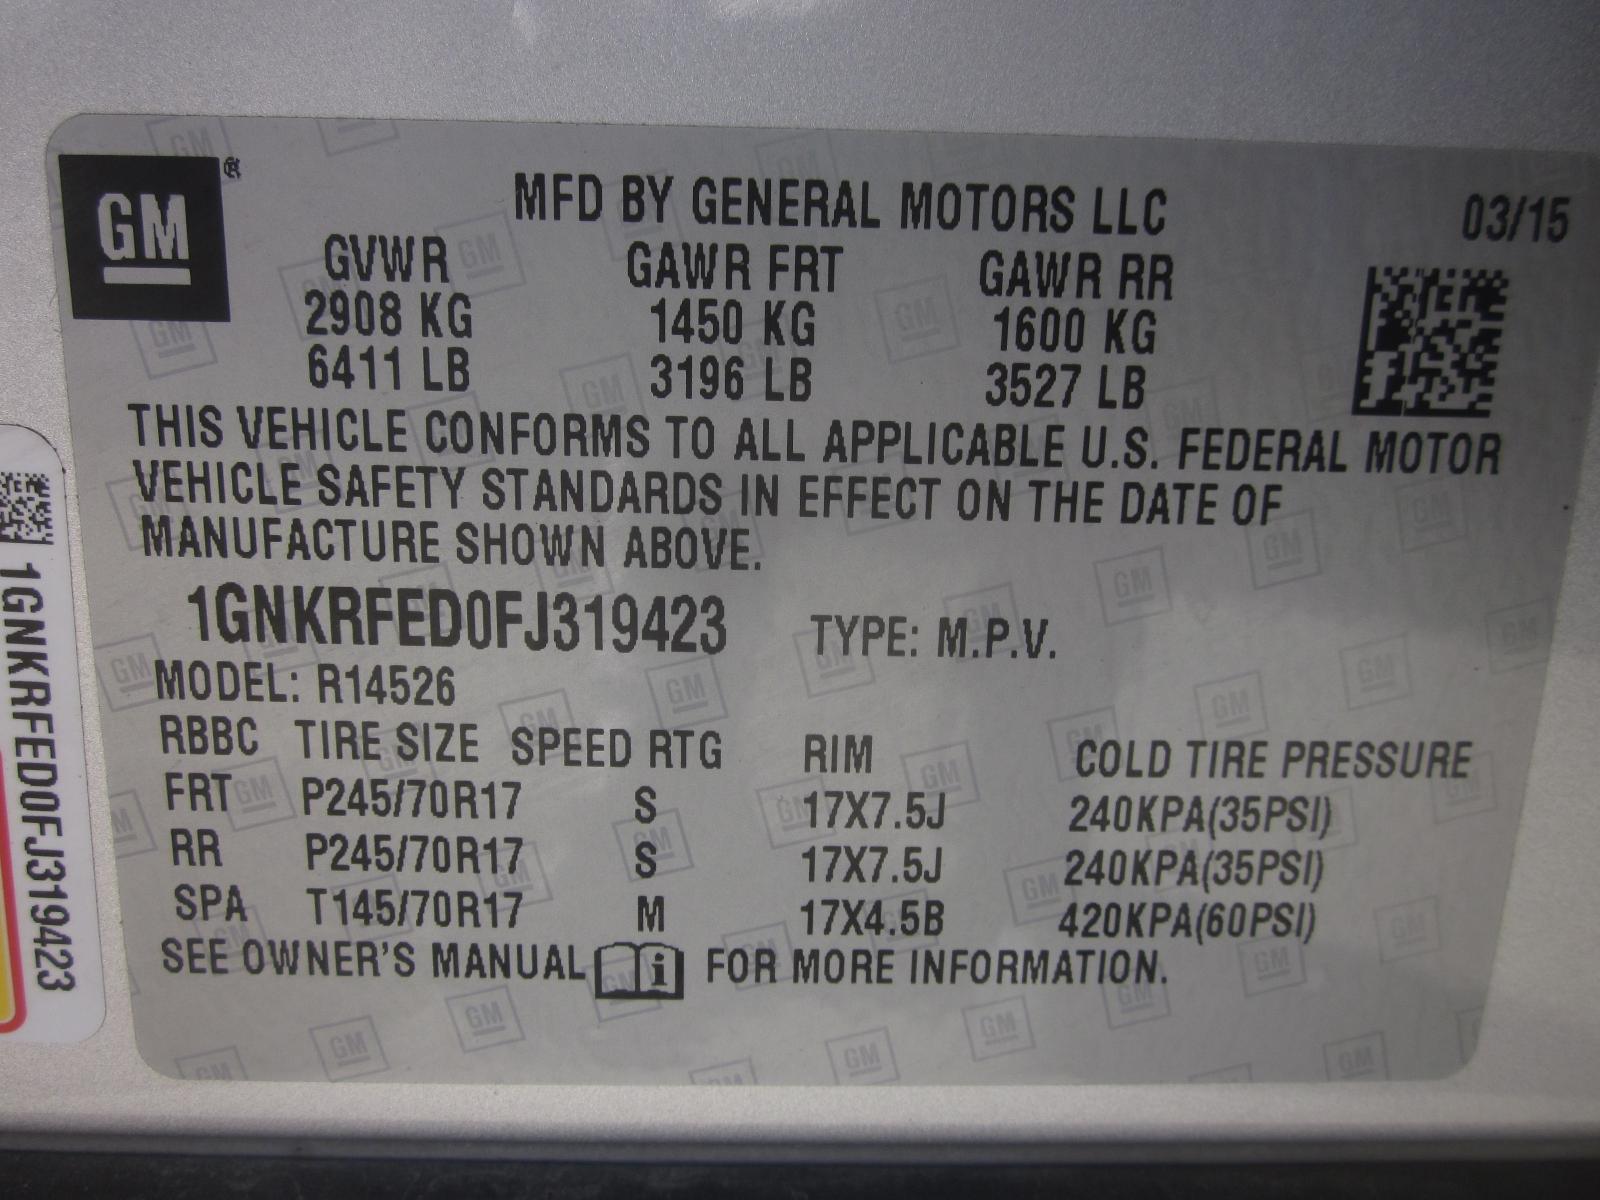 GM ®
MFD BY GENERAL MOTORS LLC 03/15
GVWR GAWR FRT GAWR RR
2908 KG 1450 KG 1600 KG
6411 LB 3196 LB 3527 LB
THIS VEHICLE CONFORMS TO ALL APPLICABLE U.S. FEDERAL MOTOR
VEHICLE SAFETY STANDARDS IN EFFECT ON THE DATE OF
MANUFACTURE SHOWN ABOVE.
1GNKRFED0FJ319423 TYPE: M.P.V.
MODEL: R14526
RBBC TIRE SIZE SPEED RTG RIM COLD TIRE PRESSURE
FRT P245/70R17 S 17X7.5J 240KPA(35PSI)
RR P245/70R17 S 17X7.5J 240KPA(35PSI)
SPA T145/70R17 M 17X4.5B 420KPA(60PSI)
SEE OWNER'S MANUAL i FOR MORE INFORMATION.
1GNKRFED0FJ319423